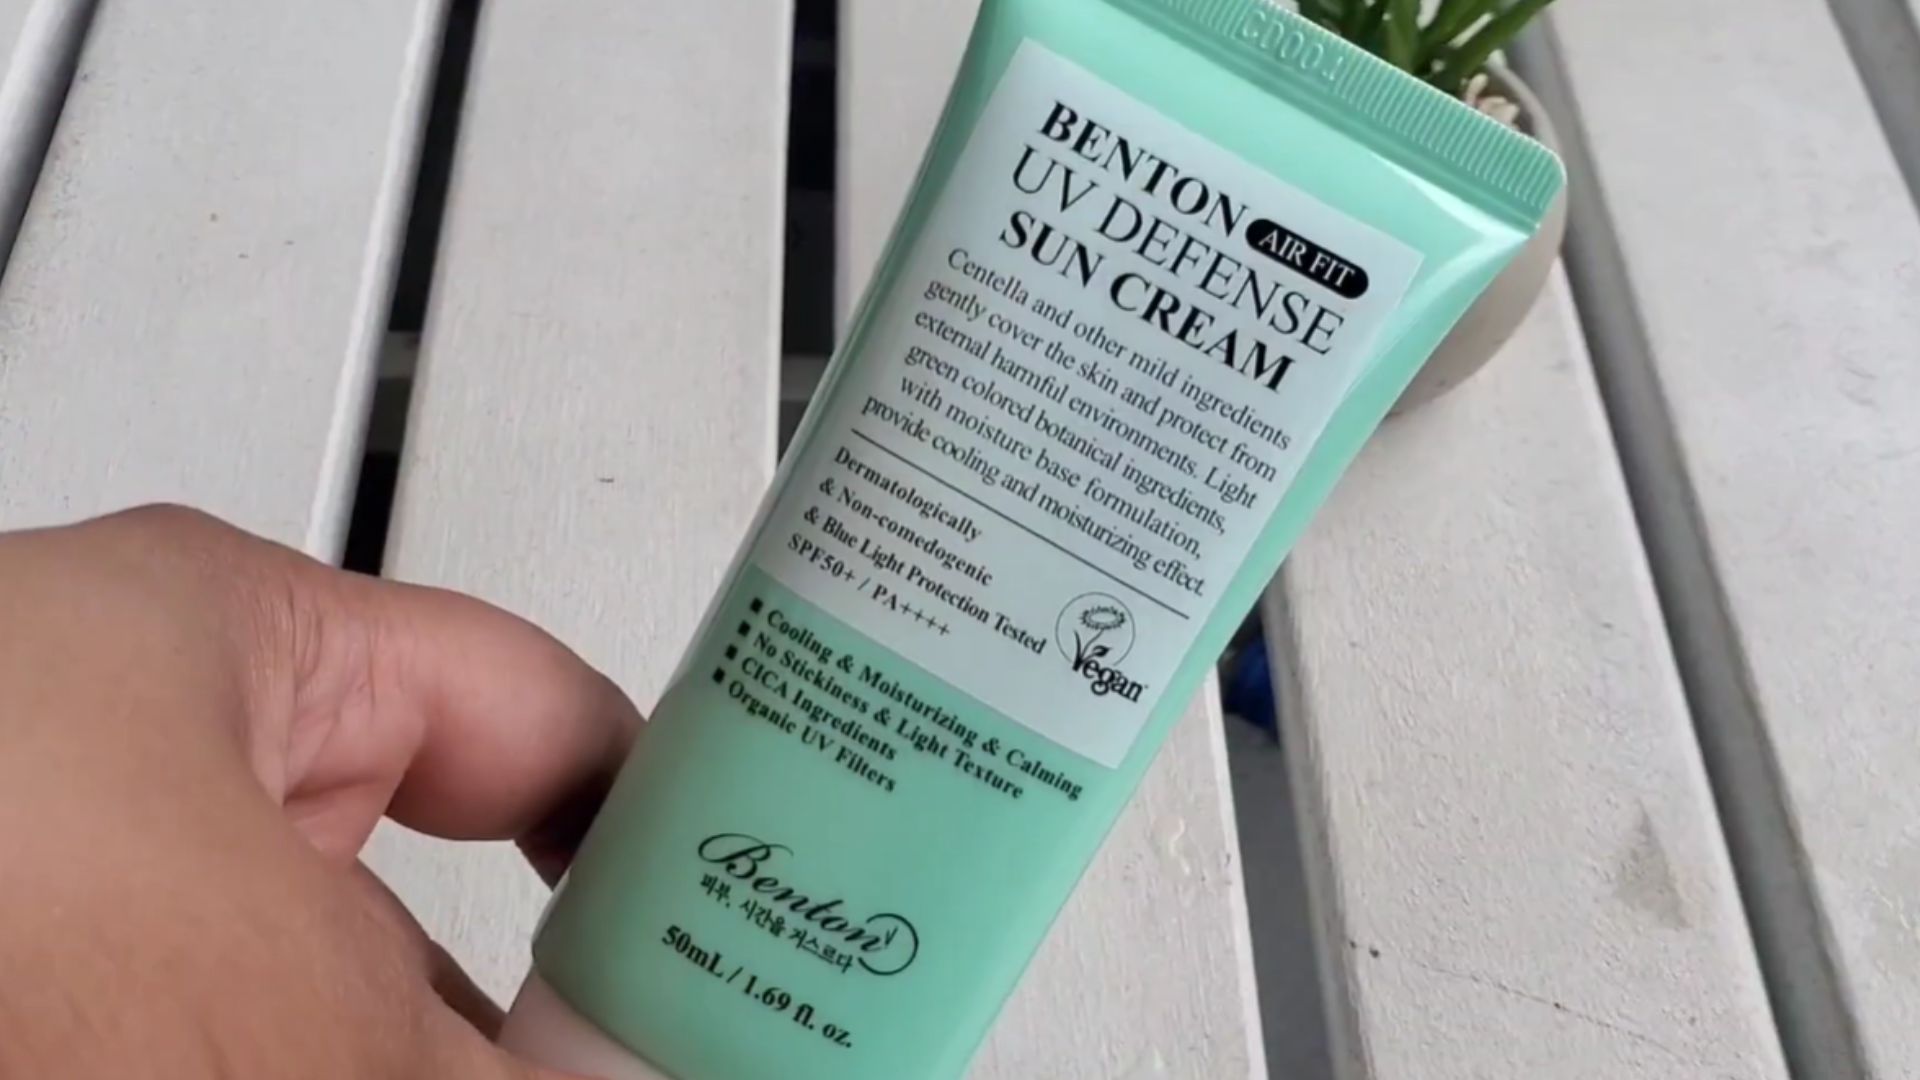 BENTON AIR FIT
UV DEFENSE
SUN CREAM
Centella and other mild ingredients
gently cover the skin and protect from
external harmful environments. Light
green colored botanical ingredients,
with moisture base formulation,
provide cooling and moisturizing effect.
Dermatologically
& Non-comedogenic
& Blue Light Protection Tested
SPF50+ / PA++++
Vegan
■ Cooling & Moisturizing & Calming
■ No Stickiness & Light Texture
■ CICA Ingredients
■ Organic UV Filters
Benton
피부, 시간을 거스르다
50mL / 1.69 fl. oz.